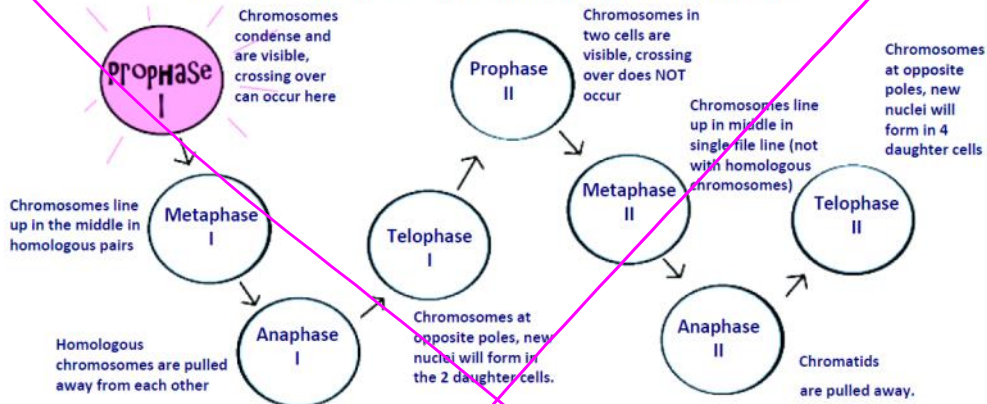 Chromosomes
condense and
are visible,
crossing over
can occur here
Prophase
I
Chromosomes line
up in the middle in
homologous pairs
Metaphase
I
Homologous
chromosomes are pulled
away from each other
Anaphase
I
Telophase
I
Chromosomes at
opposite poles, new
nuclei will form in
the 2 daughter cells.
Prophase
II
Chromosomes in
two cells are
visible, crossing
over does NOT
occur
Metaphase
II
Chromosomes line
up in middle in
single file line (not
with homologous
chromosomes)
Anaphase
II
Chromatids
are pulled away.
Telophase
II
Chromosomes
at opposite
poles, new
nuclei will
form in 4
daughter cells